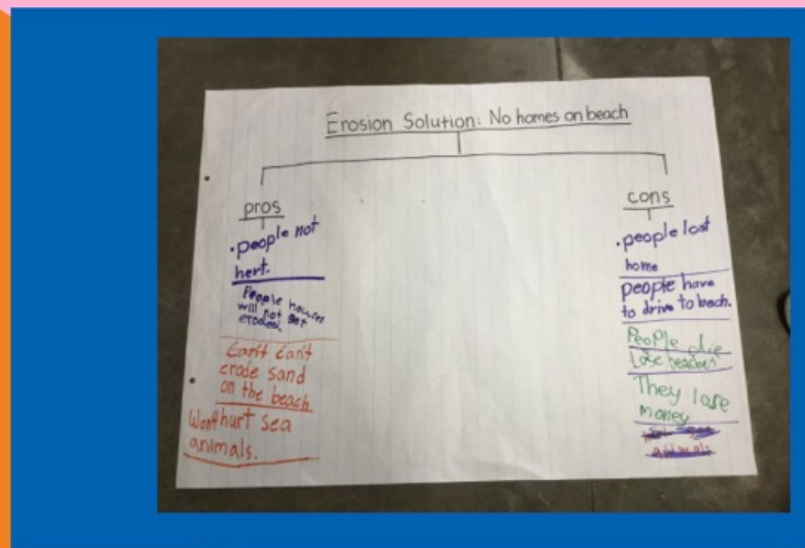 Erosion Solution: No homes on beach
pros
• people not
hert.
People houses
will not get
eroded.
Can't Can't
erode sand
on the beach
Won't hurt sea
animals.
cons
• people lost
home
people have
to drive to beach.
People die
Lose beaches
They lose
money
animals